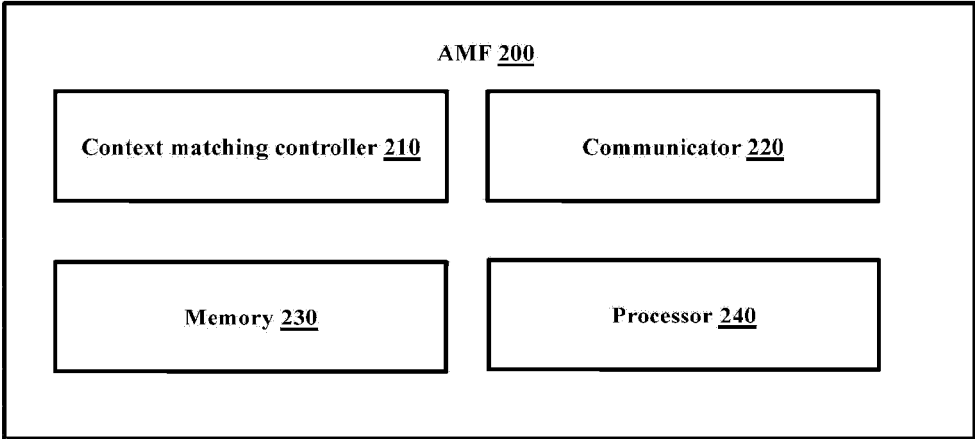 AMF 200
Context matching controller 210
Communicator 220
Memory 230
Processor 240